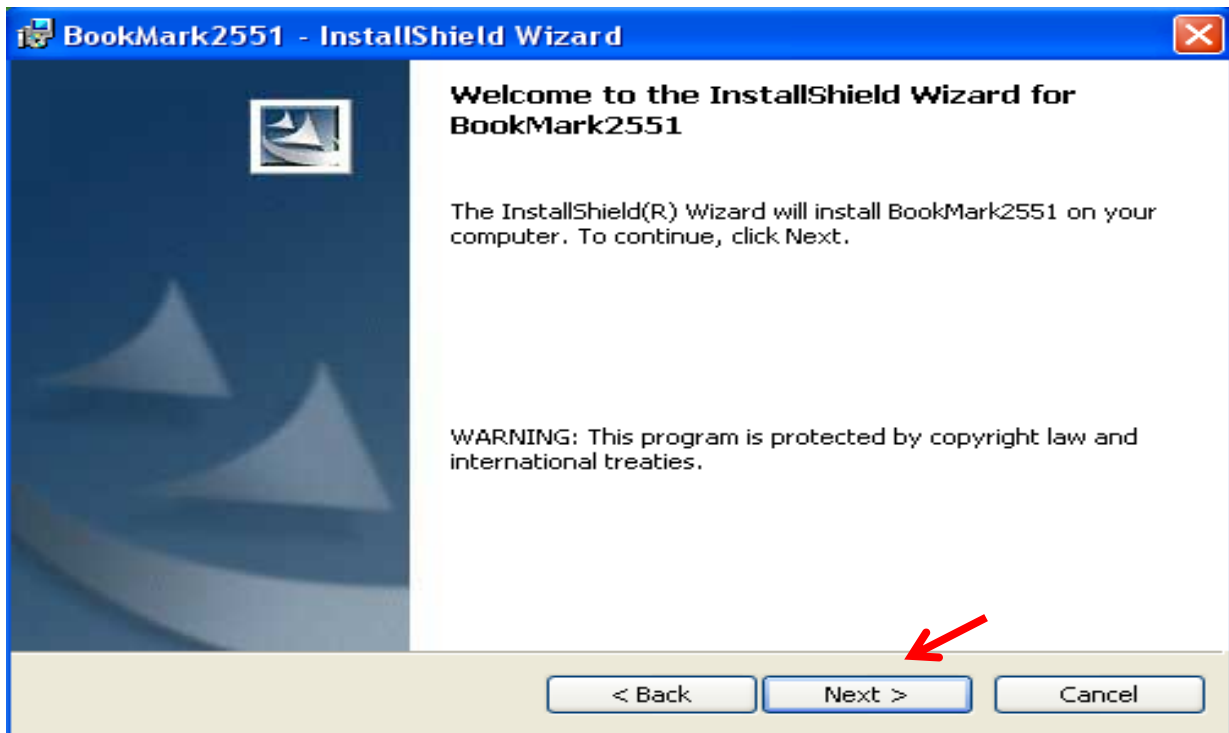 BookMark2551 - InstallShield Wizard
Welcome to the InstallShield Wizard for
BookMark2551
The InstallShield(R) Wizard will install BookMark2551 on your
computer. To continue, click Next.
WARNING: This program is protected by copyright law and
international treaties.
< Back Next > Cancel